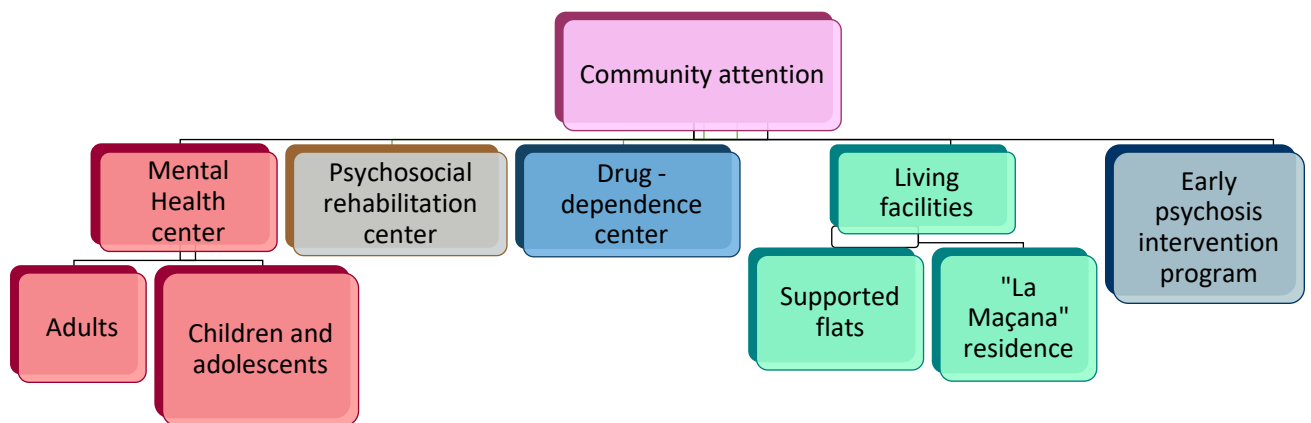 Community attention
Mental
Health
center
Psychosocial
rehabilitation
center
Drug -
dependence
center
Living
facilities
Early
psychosis
intervention
program
Adults
Children and
adolescents
Supported
flats
"La
Maçana"
residence